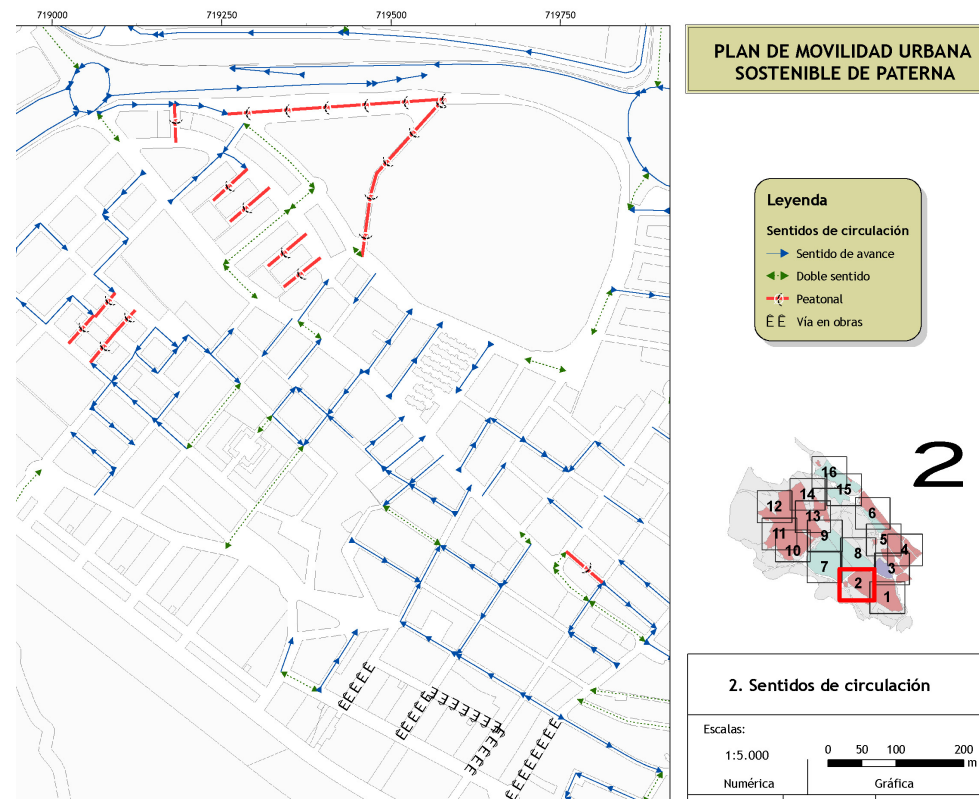 719000 719250 719500 719750
PLAN DE MOVILIDAD URBANA
SOSTENIBLE DE PATERNA
Leyenda
Sentidos de circulación
Sentido de avance
Doble sentido
Peatonal
Vía en obras
2
16
15
14
12
13
6
11
9
5
10
8
4
7
3
2
1
2. Sentidos de circulación
Escalas:
1:5.000
0 50 100 200
m
Numérica Gráfica